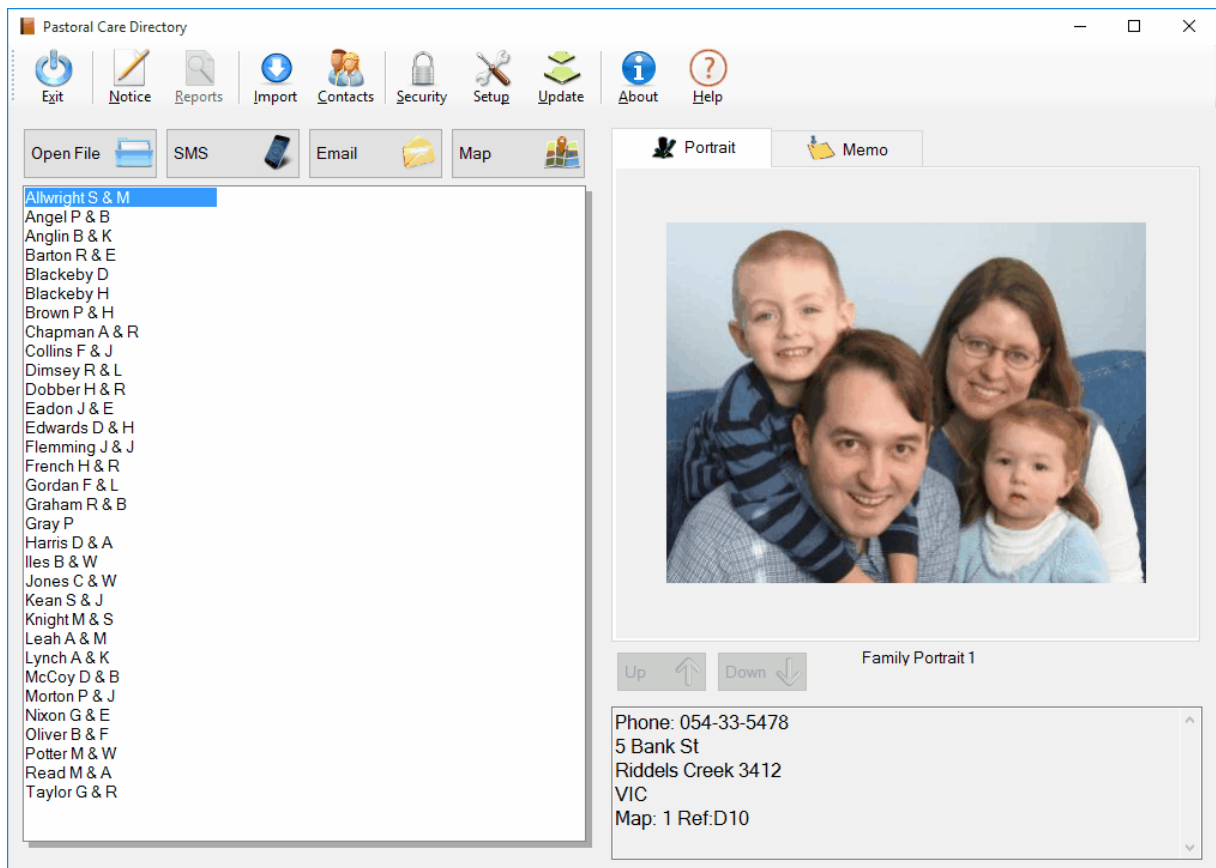 Pastoral Care Directory
Exit Notice Reports Import Contacts Security Setup Update About Help
Open File SMS Email Map
Portrait Memo
Allwright S & M
Angel P & B
Anglin B & K
Barton R & E
Blackeby D
Blackeby H
Brown P & H
Chapman A & R
Collins F & J
Dimsey R & L
Dobber H & R
Eadon J & E
Edwards D & H
Flemming J & J
French H & R
Gordan F & L
Graham R & B
Gray P
Harris D & A
Iles B & W
Jones C & W
Kean S & J
Knight M & S
Leah A & M
Lynch A & K
McCoy D & B
Morton P & J
Nixon G & E
Oliver B & F
Potter M & W
Read M & A
Taylor G & R
Family Portrait 1
Up Down
Phone: 054-33-5478
5 Bank St
Riddels Creek 3412
VIC
Map: 1 Ref:D10